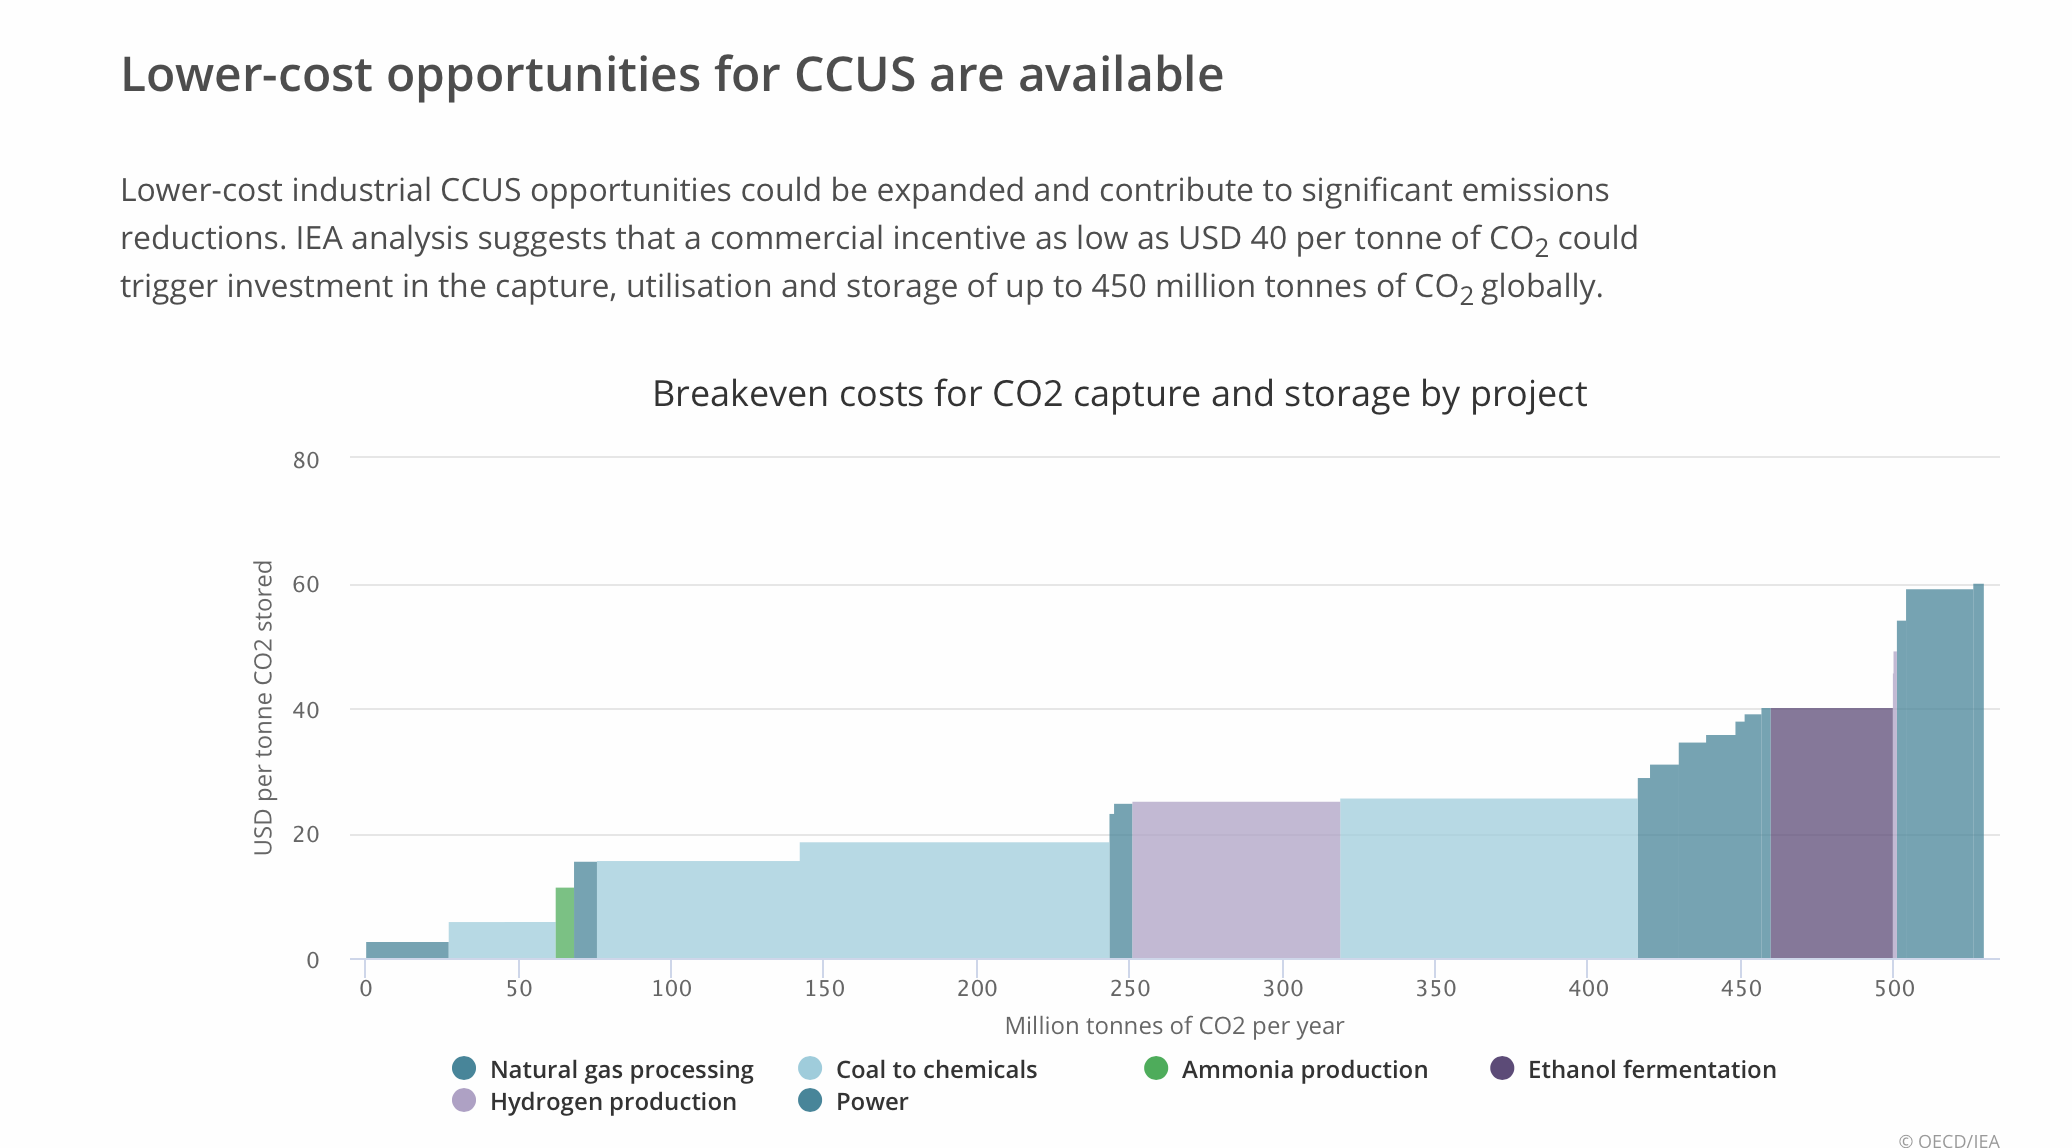 Lower-cost opportunities for CCUS are available
Lower-cost industrial CCUS opportunities could be expanded and contribute to significant emissions
reductions. IEA analysis suggests that a commercial incentive as low as USD 40 per tonne of CO2 could
trigger investment in the capture, utilisation and storage of up to 450 million tonnes of CO2 globally.
Breakeven costs for CO2 capture and storage by project
USD per tonne CO2 stored
80
60
40
20
0
0 50 100 150 200 250 300 350 400 450 500
Million tonnes of CO2 per year
Natural gas processing Coal to chemicals Ammonia production Ethanol fermentation
Hydrogen production Power
© OECD/IEA